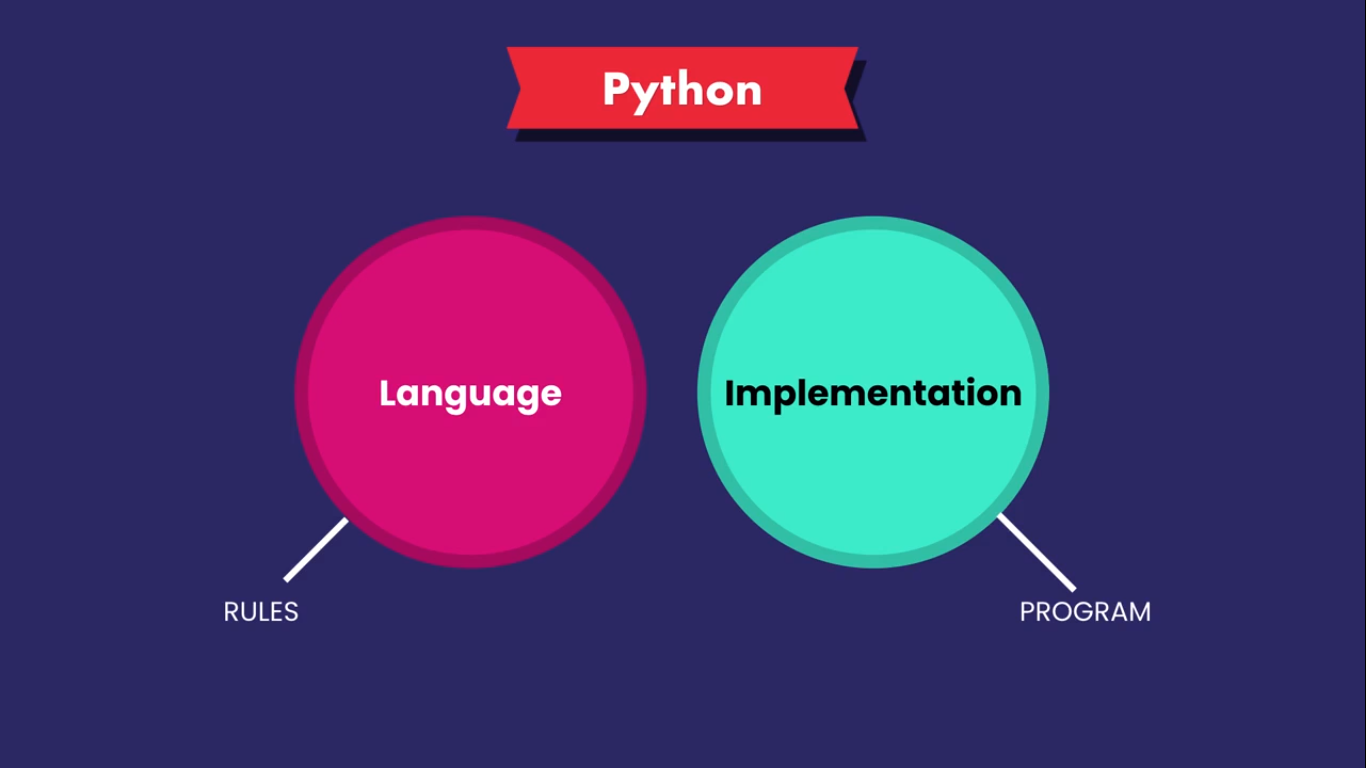 Python
Language
Implementation
RULES
PROGRAM